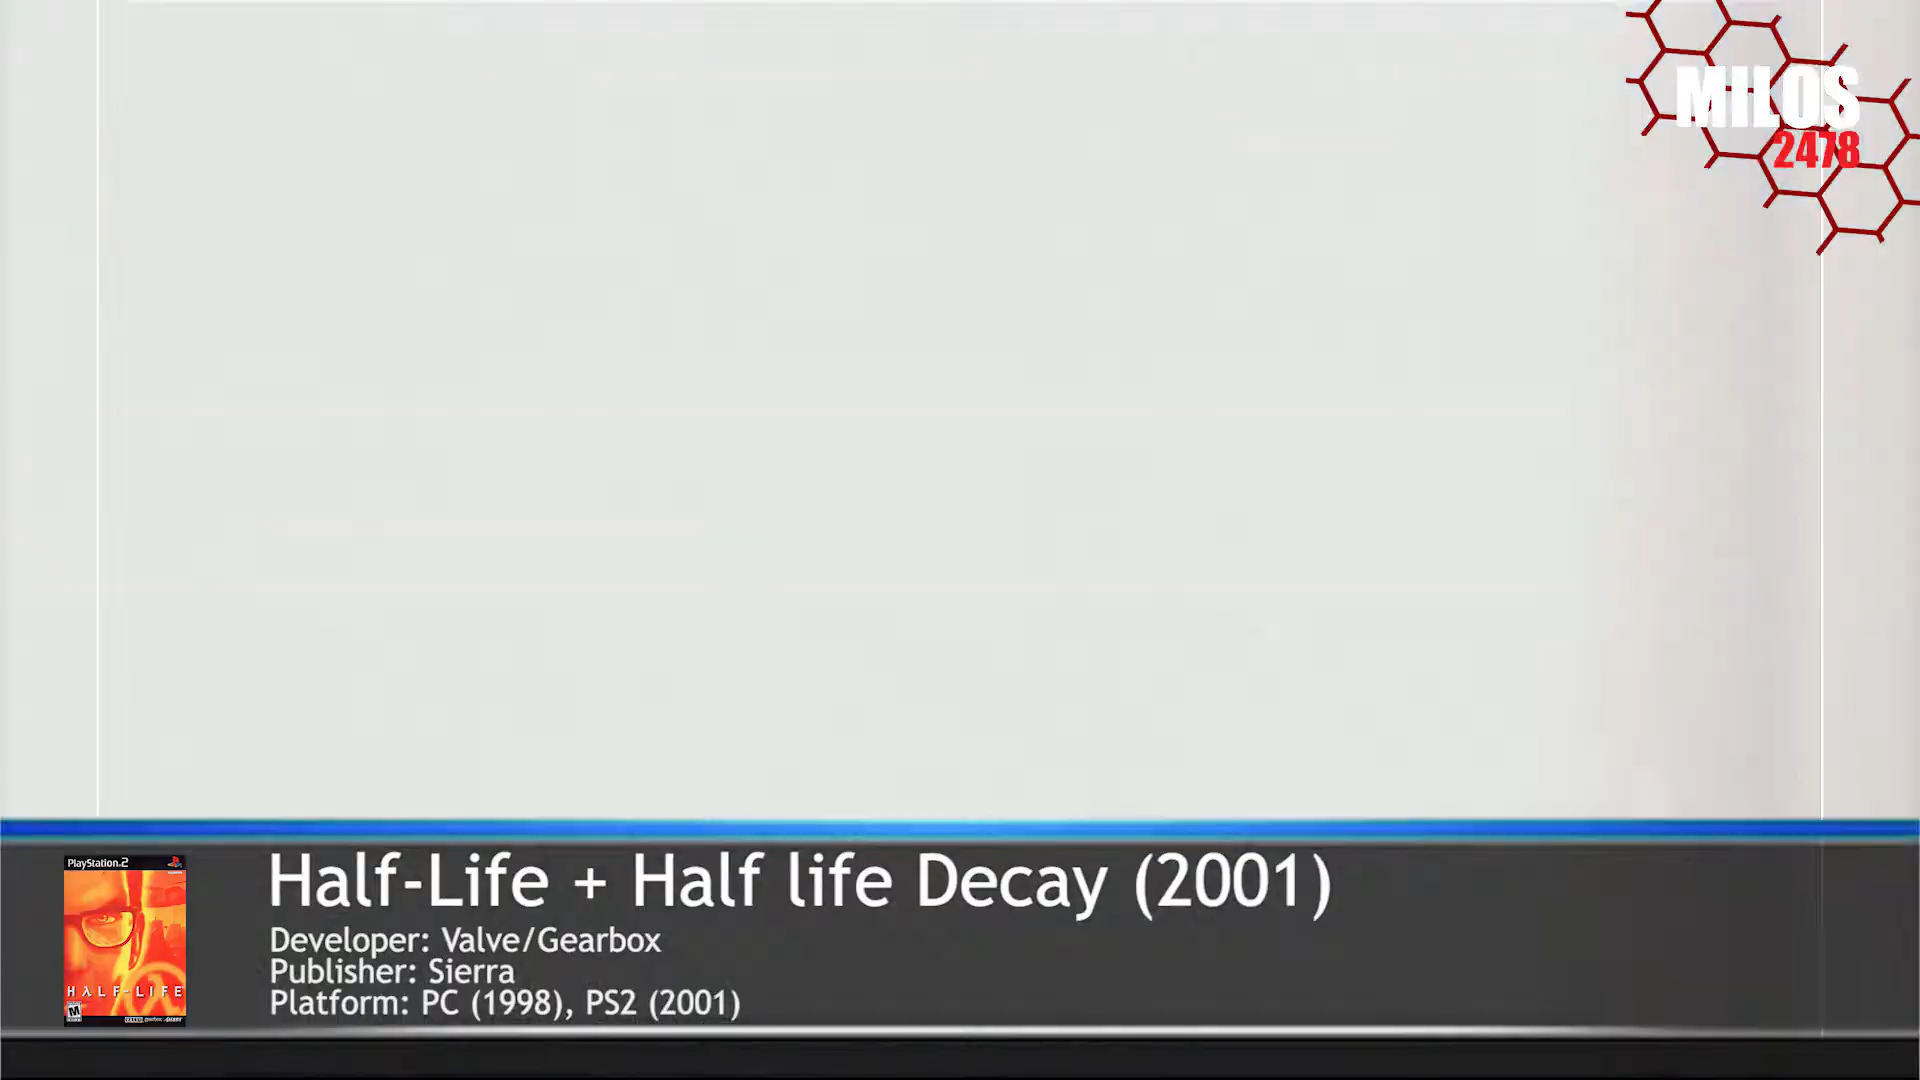 MILOS
2478
PlayStation.2
Half-Life + Half life Decay (2001)
Developer: Valve/Gearbox
Publisher: Sierra
Platform: PC (1998), PS2 (2001)
HΛLF-LIFE
M